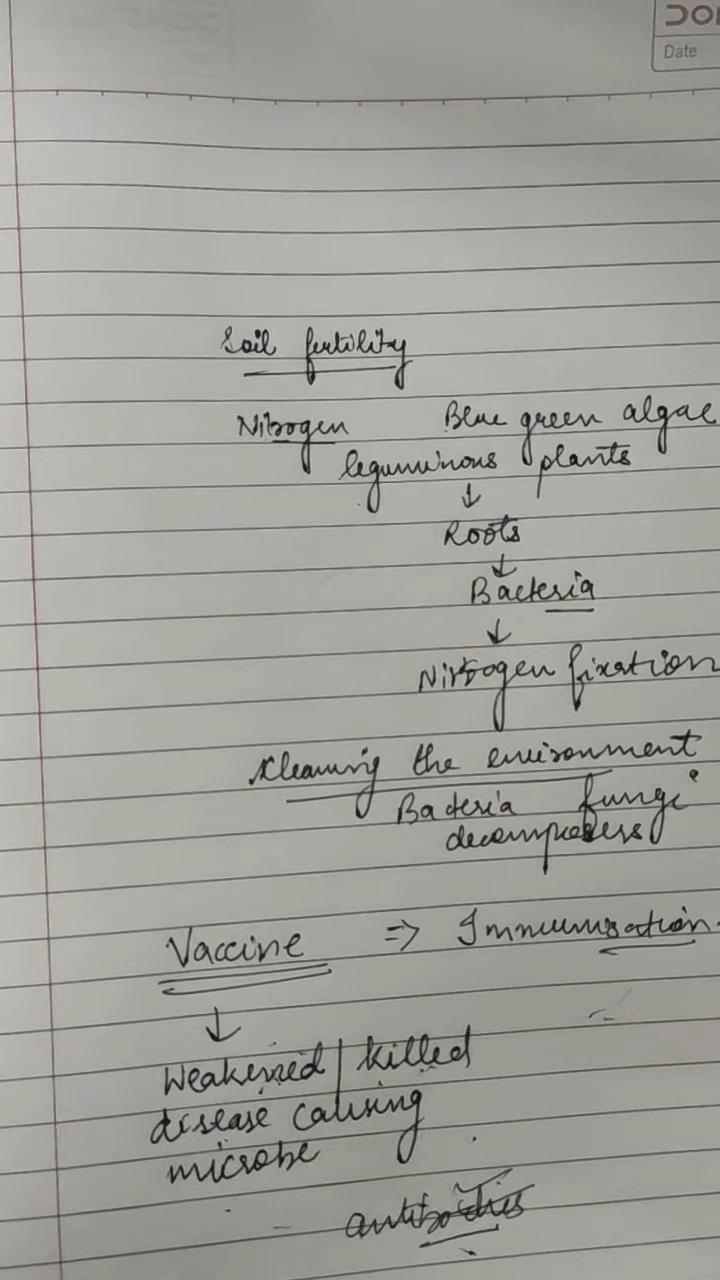 DOM
Date
Soil fertility
Nitrogen Blue green algae
leguminous plants
↓
Roots
↓
Bacteria
↓
Nitrogen fixation
Cleaning the environment
Bacteria fungi
decomposers
Vaccine ⇒ Immunisation
↓
Weakened / killed
disease causing
microbe
antibodies